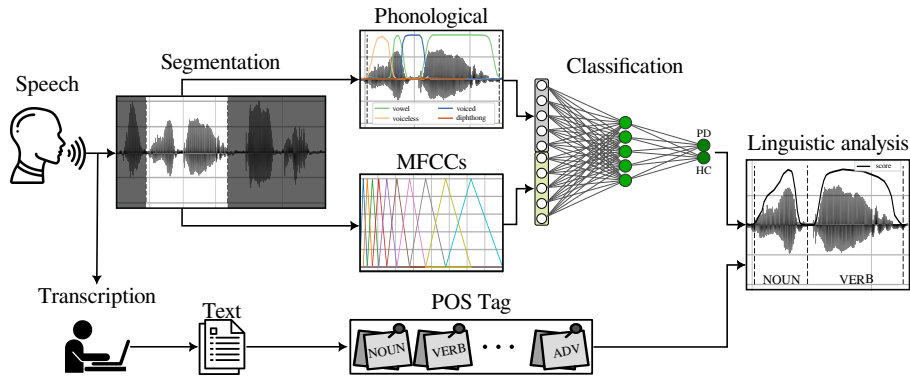 Phonological
Speech
Segmentation
vowel
voiced
voiceless
diphthong
Classification
PD
HC
Linguistic analysis
score
MFCCs
NOUN
VERB
Transcription
Text
POS Tag
NOUN
VERB
ADV